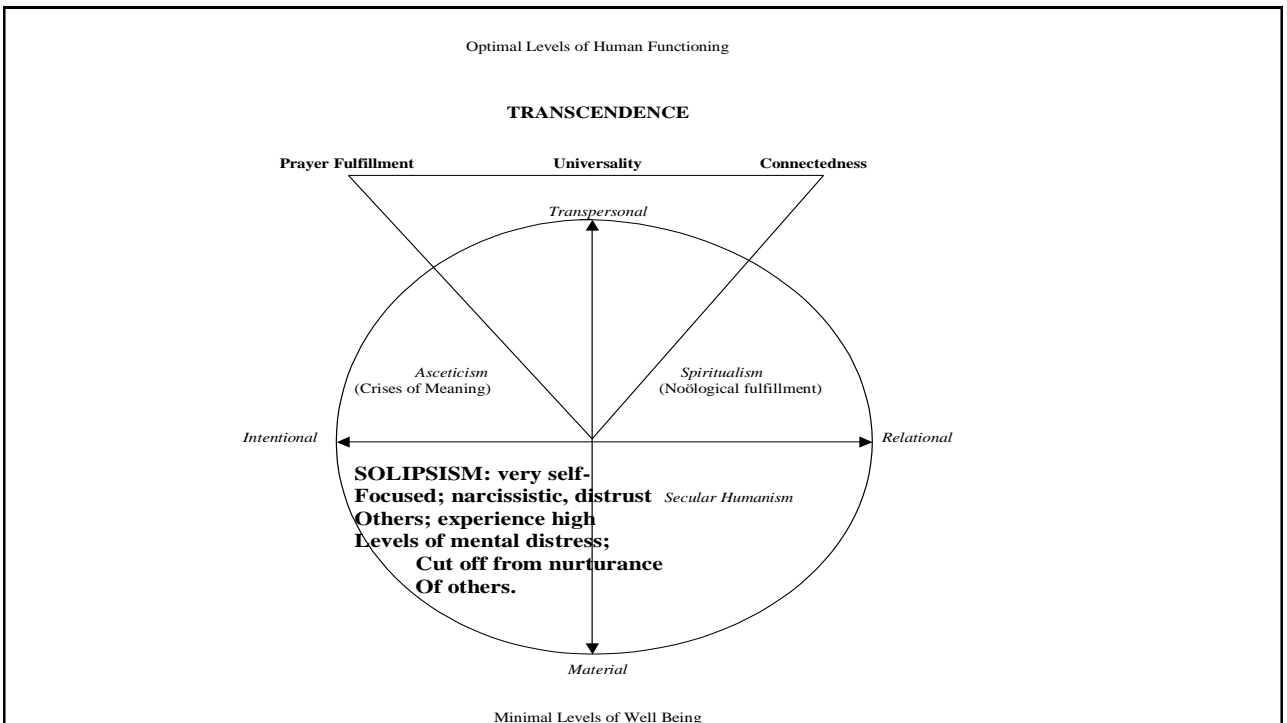 Optimal Levels of Human Functioning
TRANSCENDENCE
Prayer Fulfillment Universality Connectedness
Transpersonal
Asceticism Spiritualism
(Crises of Meaning) (Noölogical fulfillment)
Intentional Relational
SOLIPSISM: very self-
Focused; narcissistic, distrust Secular Humanism
Others; experience high
Levels of mental distress;
Cut off from nurturance
Of others.
Material
Minimal Levels of Well Being